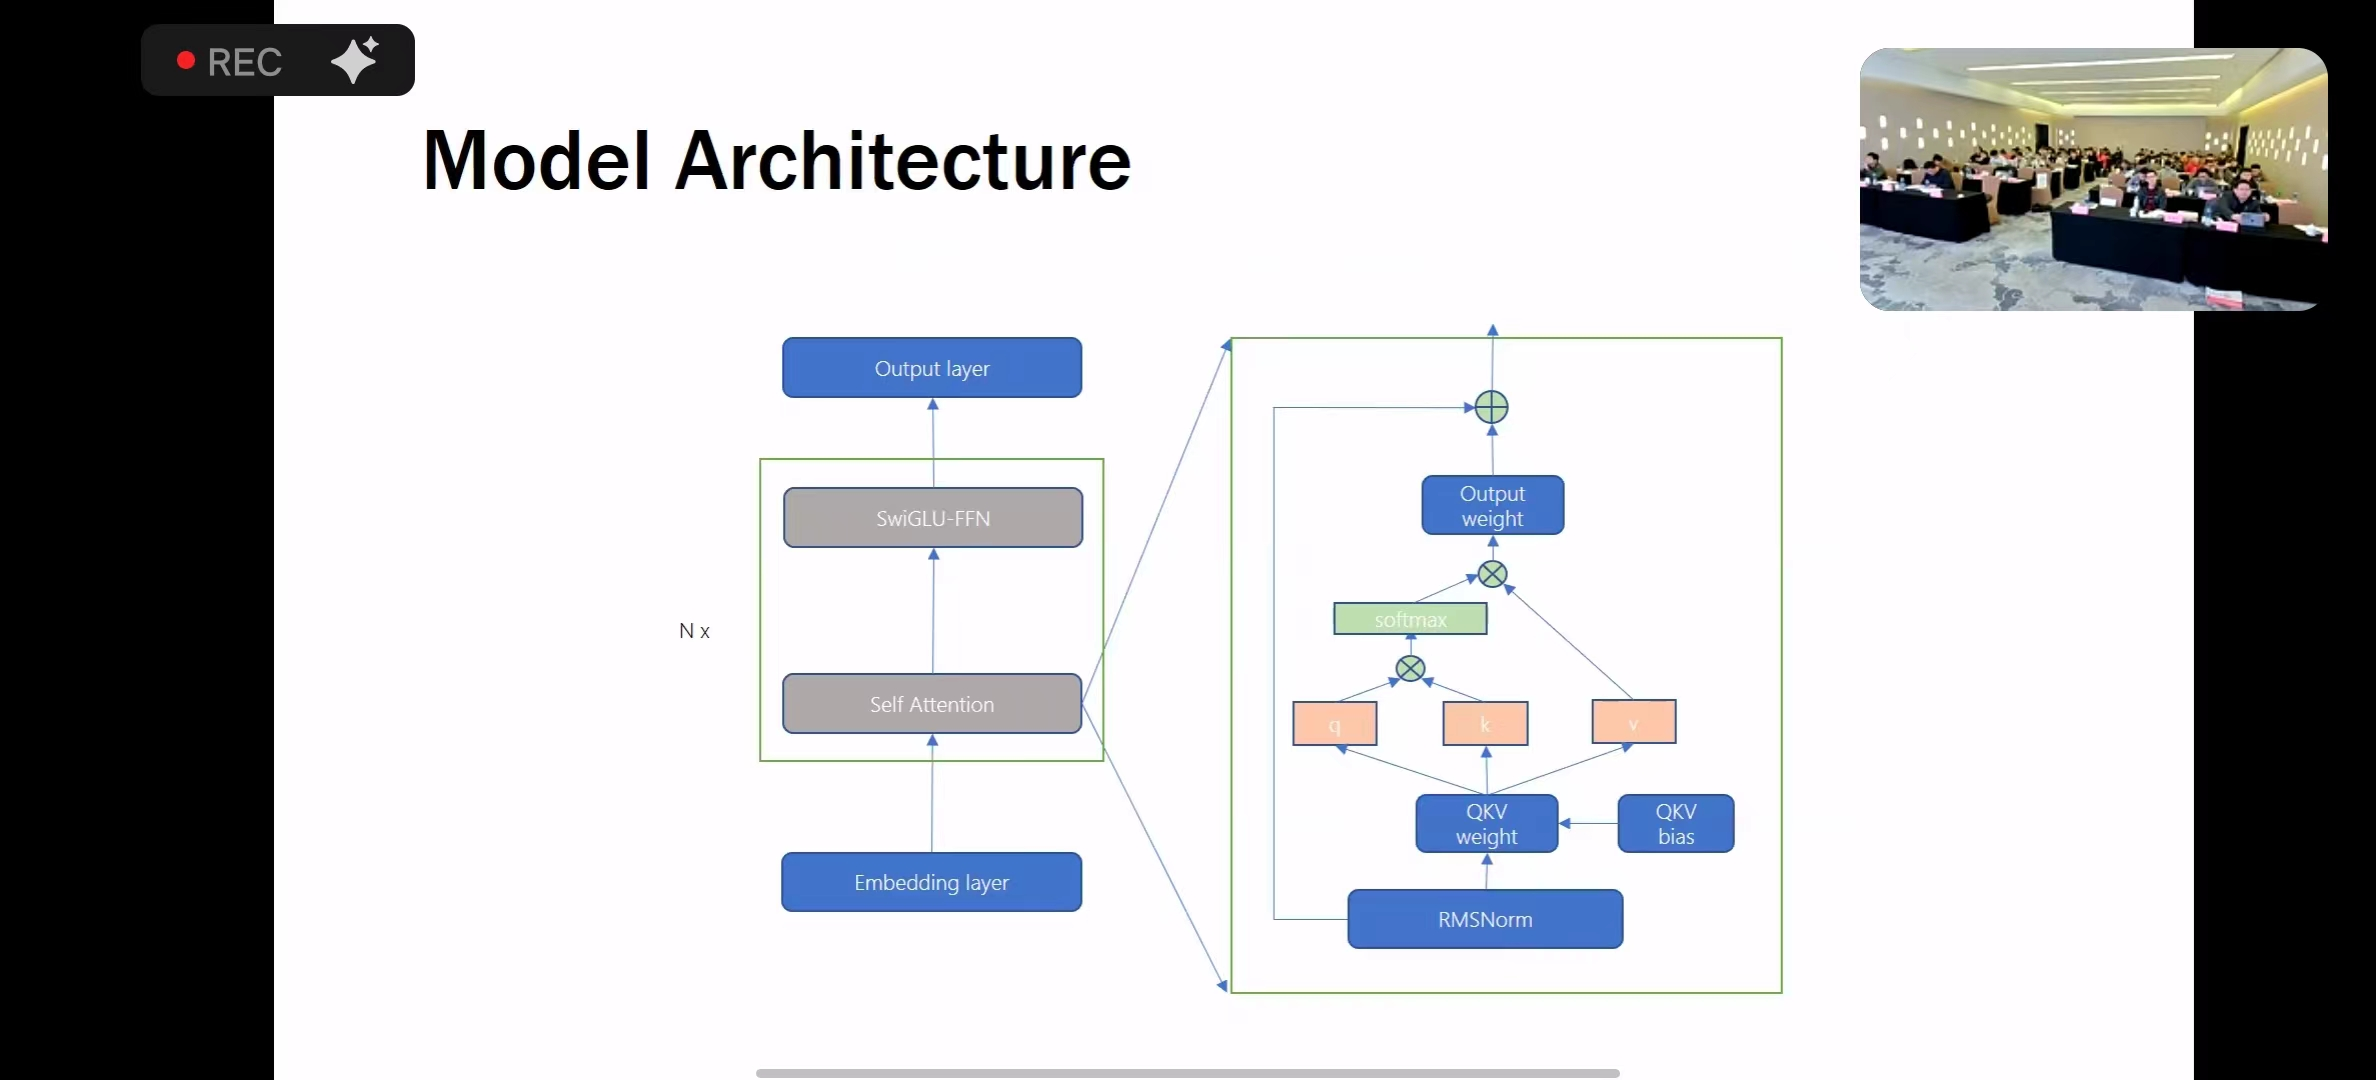 REC
Model Architecture
Output layer
SwiGLU-FFN
N x
Self Attention
Embedding layer
Output
weight
softmax
q
k
v
QKV
weight
QKV
bias
RMSNorm